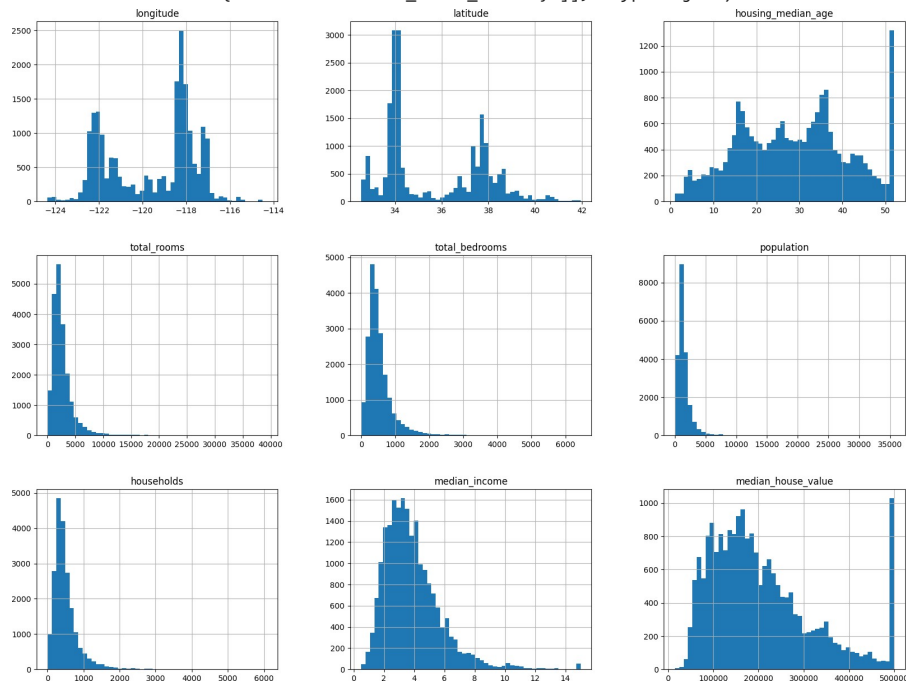 longitude latitude housing_median_age
2500 3000 1200
2000 2500 1000
1500 2000 800
1000 1500 600
500 1000 400
0 500 200
0 0
−124 −122 −120 −118 −116 −114 34 36 38 40 42 0 10 20 30 40 50
total_rooms total_bedrooms population
5000 5000 8000
4000 4000 6000
3000 3000 4000
2000 2000 2000
1000 1000 0
0 0
0 5000 10000 15000 20000 25000 30000 35000 40000 0 1000 2000 3000 4000 5000 6000 0 5000 10000 15000 20000 25000 30000 35000
households median_income median_house_value
5000 1600 1000
4000 1400 800
3000 1200 600
2000 1000 400
1000 800 200
0 600 0
400
200
0
0 1000 2000 3000 4000 5000 6000 0 2 4 6 8 10 12 14 0 100000 200000 300000 400000 500000